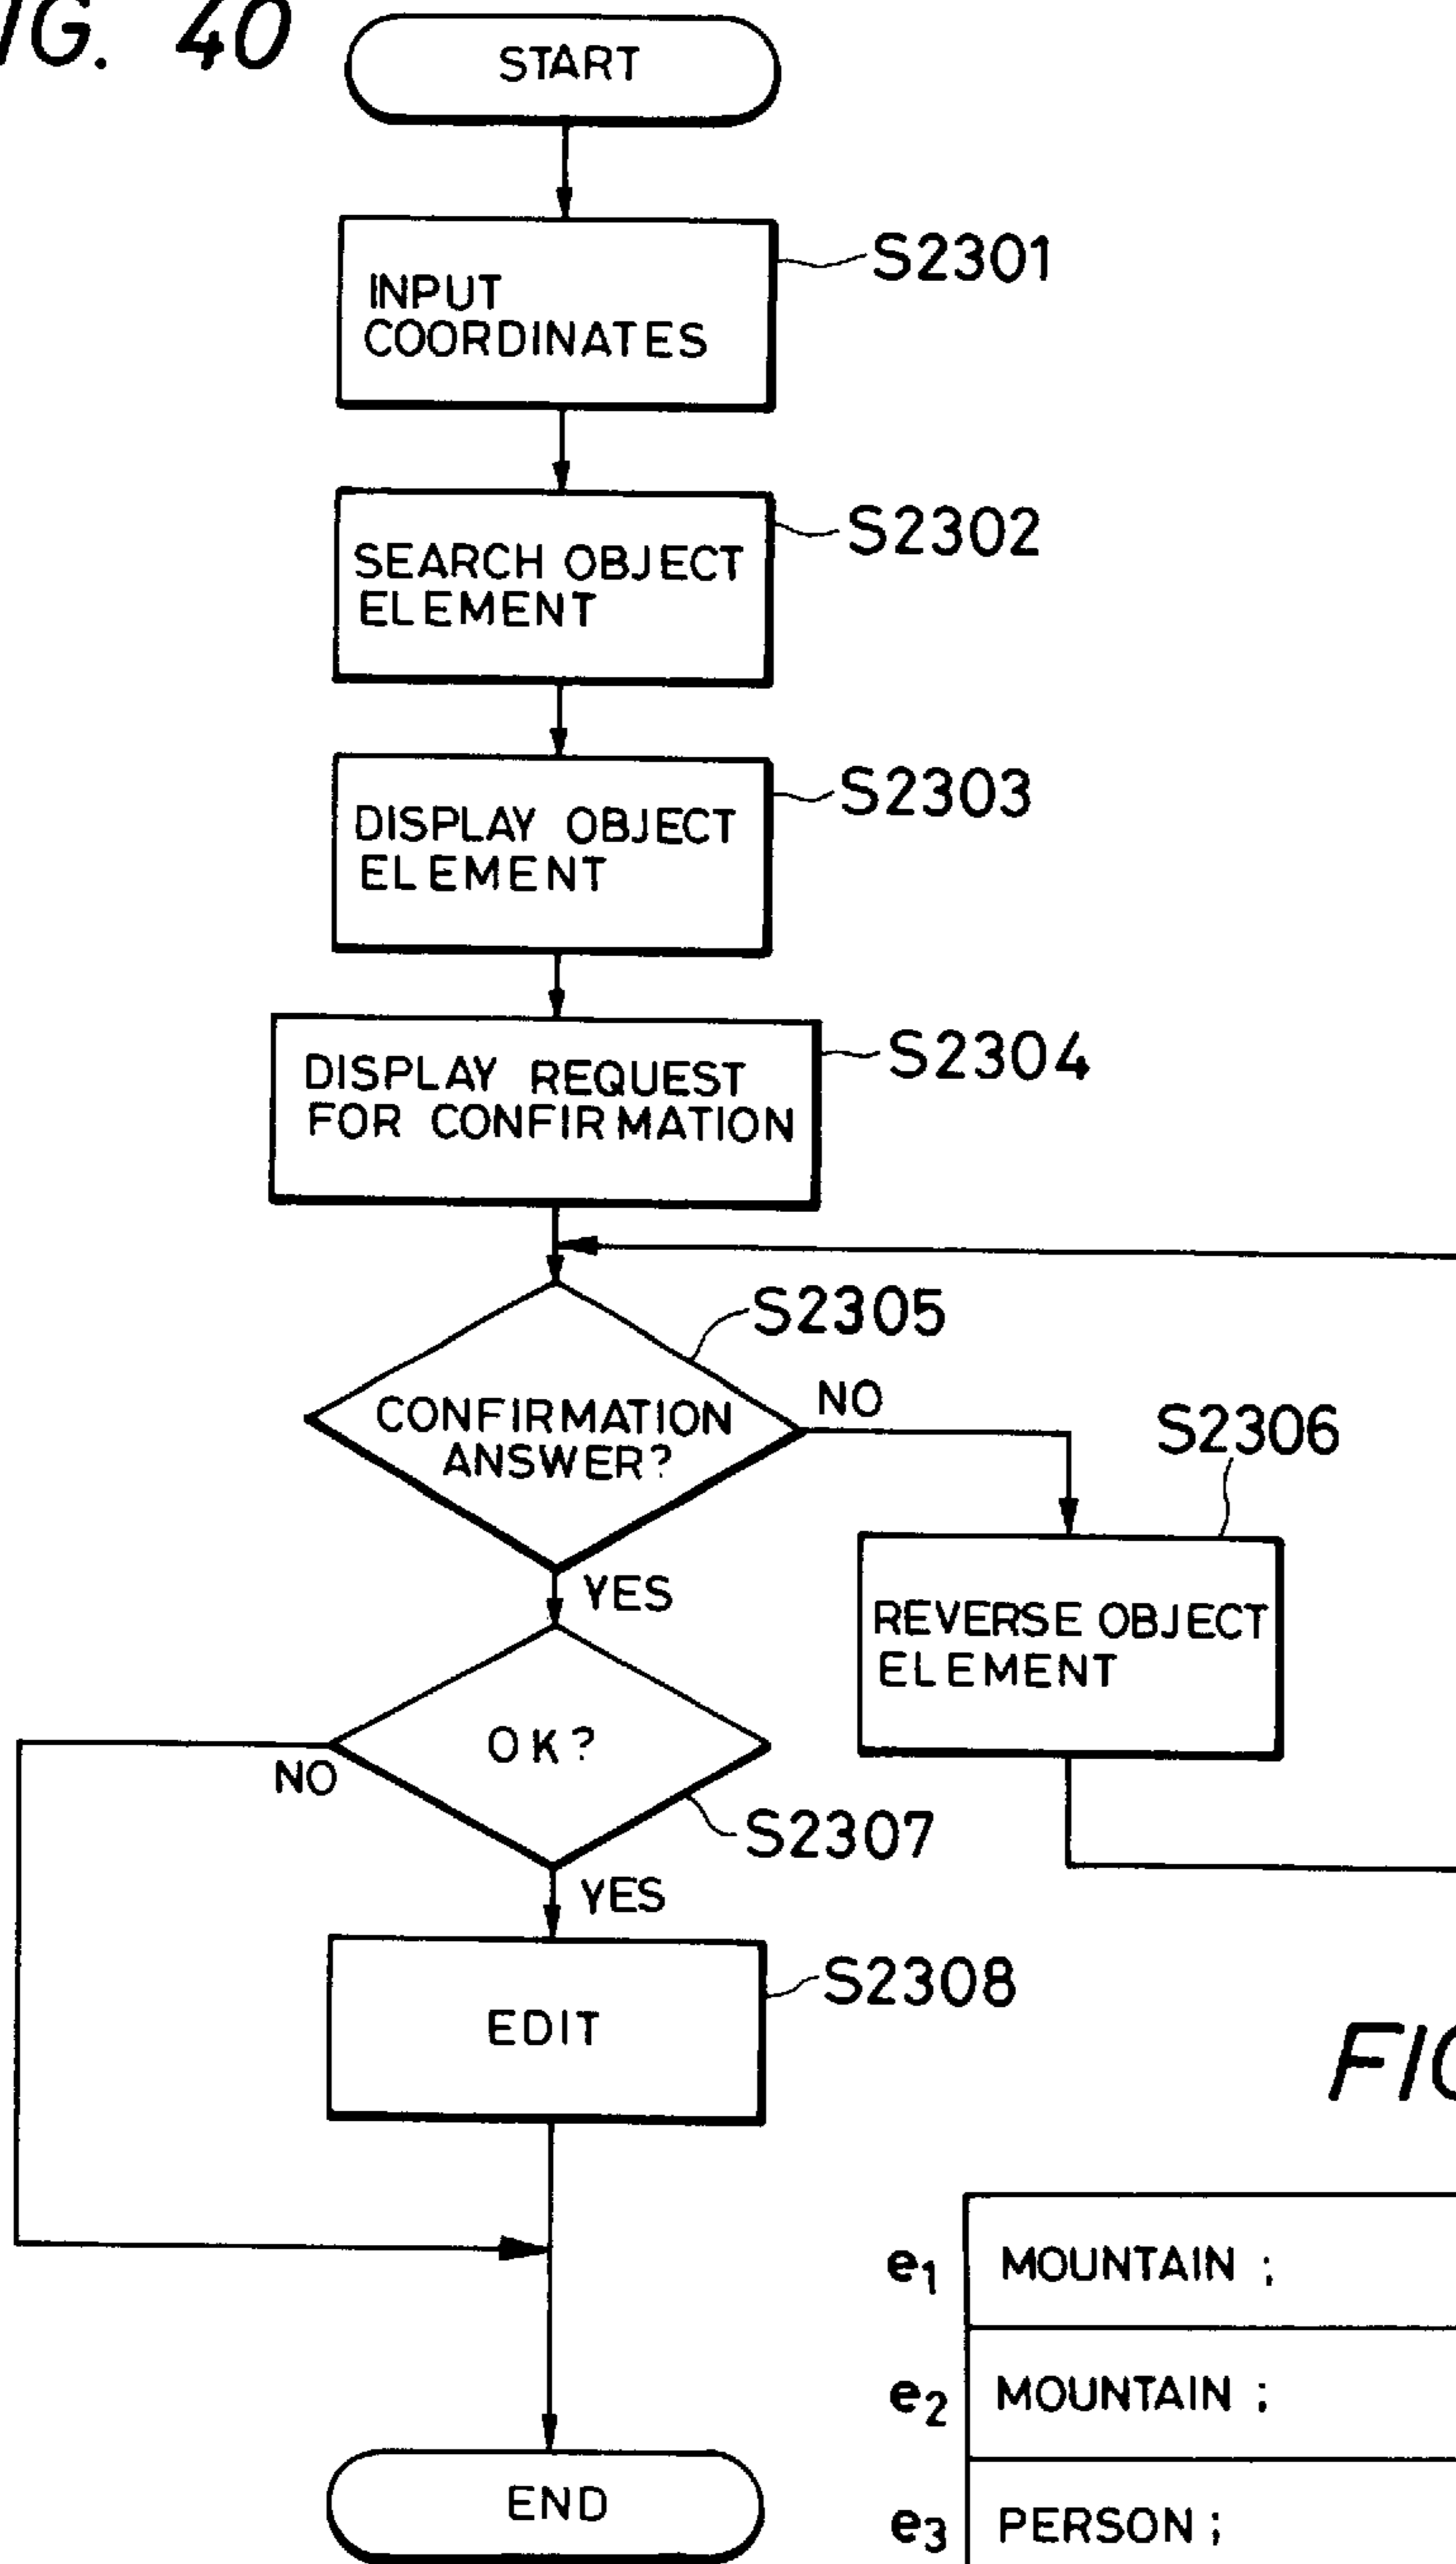 IG. 40
START
S2301
INPUT
COORDINATES
S2302
SEARCH OBJECT
ELEMENT
S2303
DISPLAY OBJECT
ELEMENT
S2304
DISPLAY REQUEST
FOR CONFIRMATION
S2305
CONFIRMATION
ANSWER?
NO
S2306
YES
REVERSE OBJECT
ELEMENT
OK?
NO
S2307
YES
S2308
EDIT
FIG
e1 MOUNTAIN ;
e2 MOUNTAIN ;
END
e3 PERSON ;